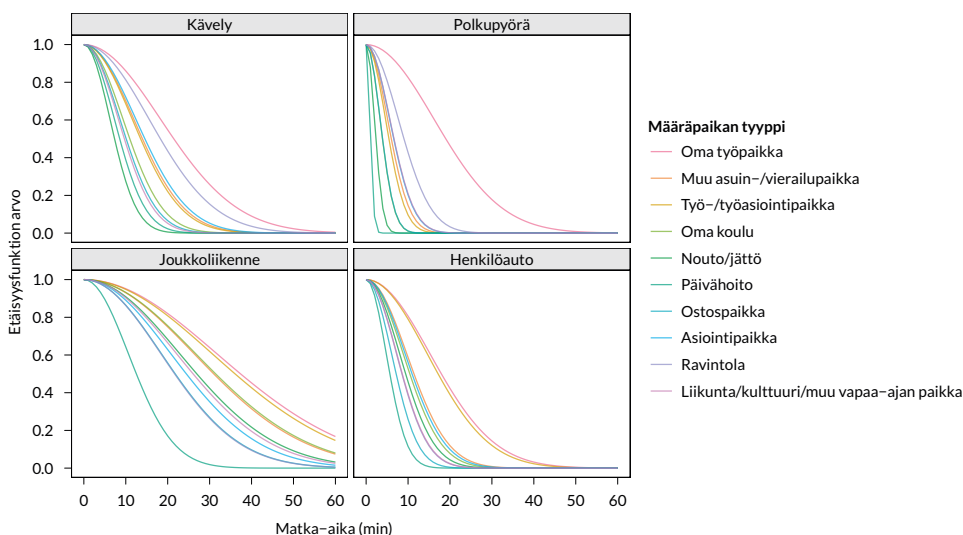 Kävely
Polkupyörä
1.0
0.8
0.6
0.4
0.2
0.0
Joukkoliikenne
Henkilöauto
1.0
0.8
0.6
0.4
0.2
0.0
0 10 20 30 40 50 60
0 10 20 30 40 50 60
Matka−aika (min)
Etäisyysfunktion arvo
Määräpaikan tyyppi
Oma työpaikka
Muu asuin−/vierailupaikka
Työ−/työasiointipaikka
Oma koulu
Nouto/jättö
Päivähoito
Ostospaikka
Asiointipaikka
Ravintola
Liikunta/kulttuuri/muu vapaa−ajan paikka